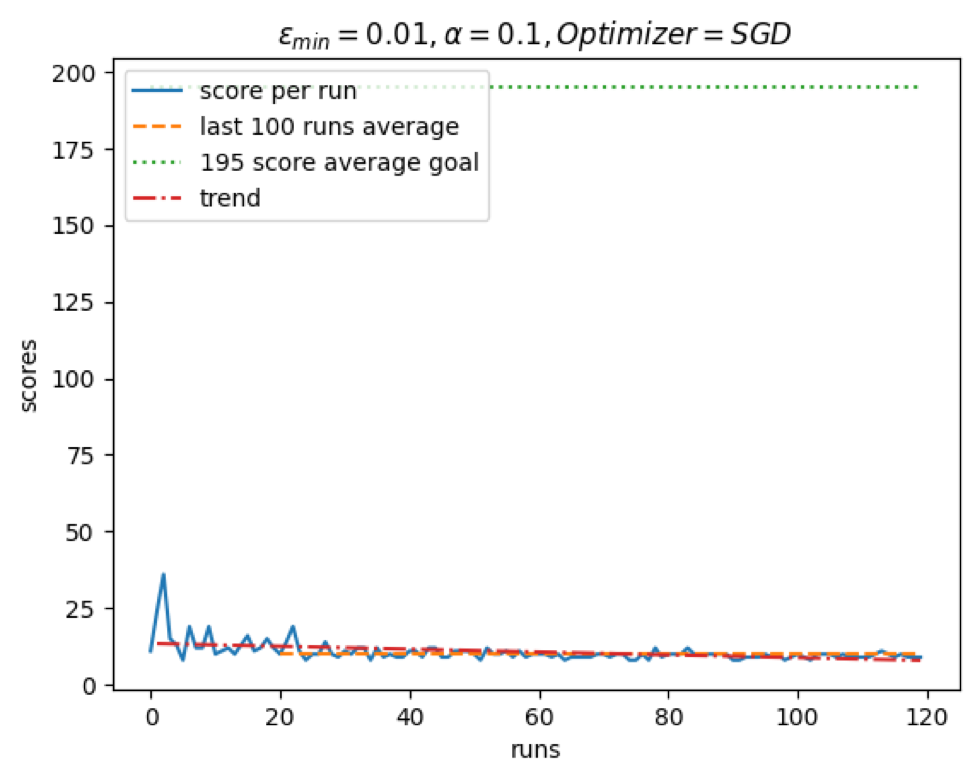 ε_min = 0.01, α = 0.1, Optimizer = SGD
200
175
150
125
100
75
50
25
0
scores
score per run
last 100 runs average
195 score average goal
trend
0 20 40 60 80 100 120
runs